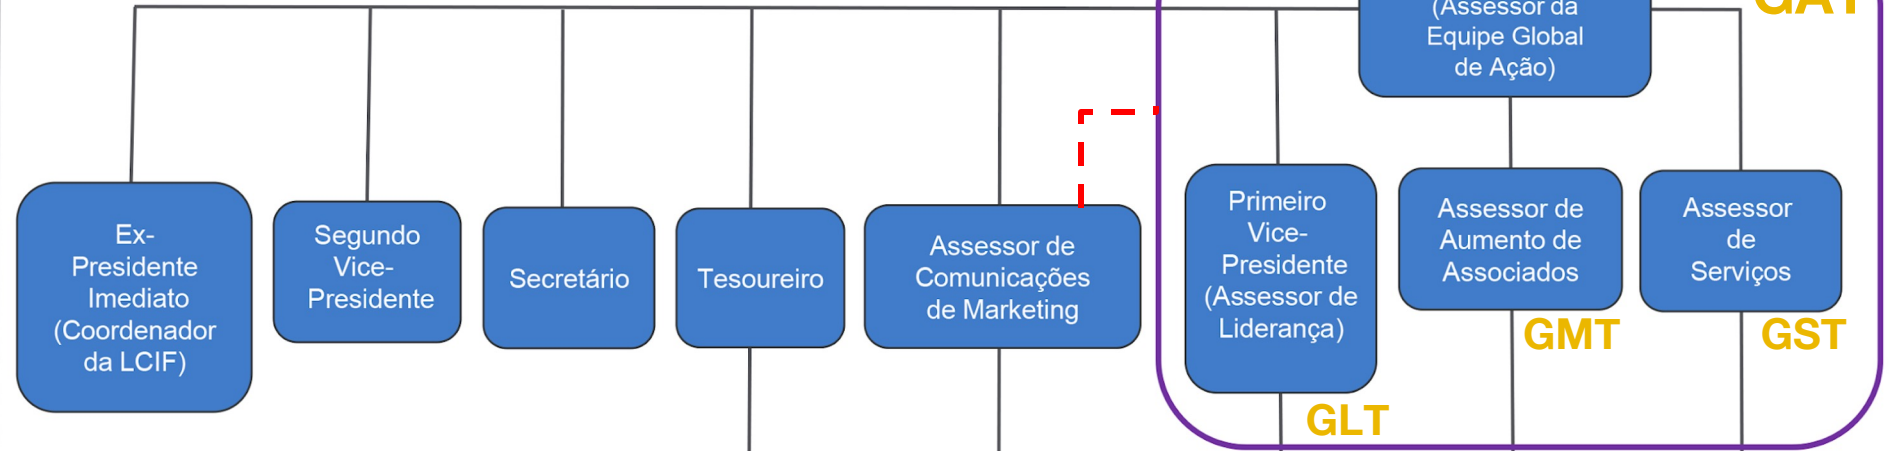 (Assessor da
Equipe Global
de Ação)
GAT
Ex-
Presidente
Imediato
(Coordenador
da LCIF)
Segundo
Vice-
Presidente
Secretário
Tesoureiro
Assessor de
Comunicações
de Marketing
Primeiro
Vice-
Presidente
(Assessor de
Liderança)
GLT
Assessor de
Aumento de
Associados
GMT
Assessor
de
Serviços
GST